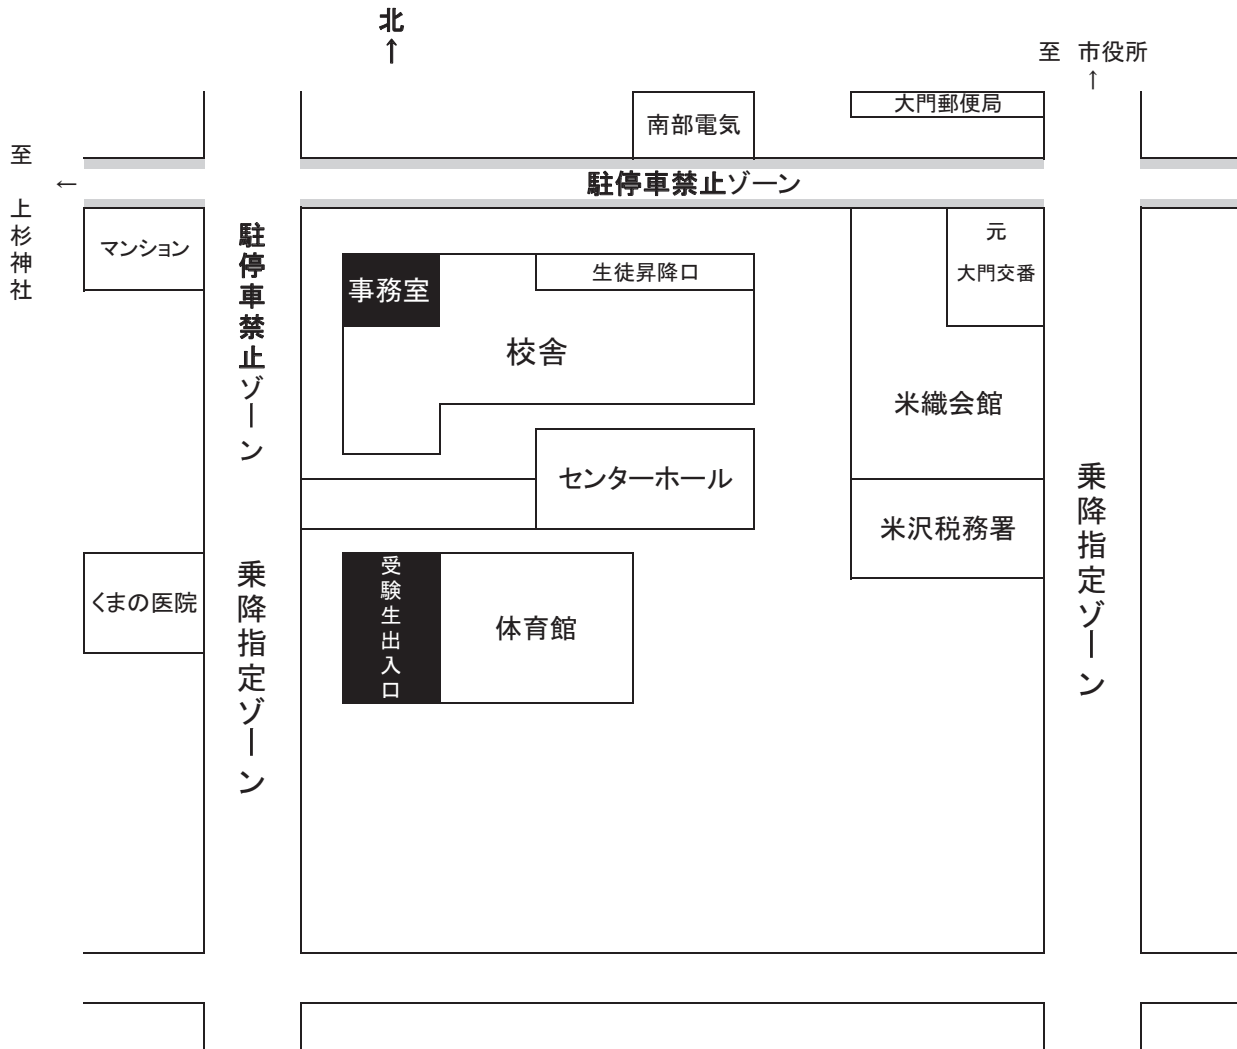 北
↑
至 市役所
↑
大門郵便局
南部電気
至 上杉神社
←
駐停車禁止ゾーン
マンション
駐停車禁止ゾーン
事務室
生徒昇降口
元
大門交番
校舎
米織会館
センターホール
米沢税務署
乗降指定ゾーン
くまの医院
乗降指定ゾーン
受験生出入口
体育館